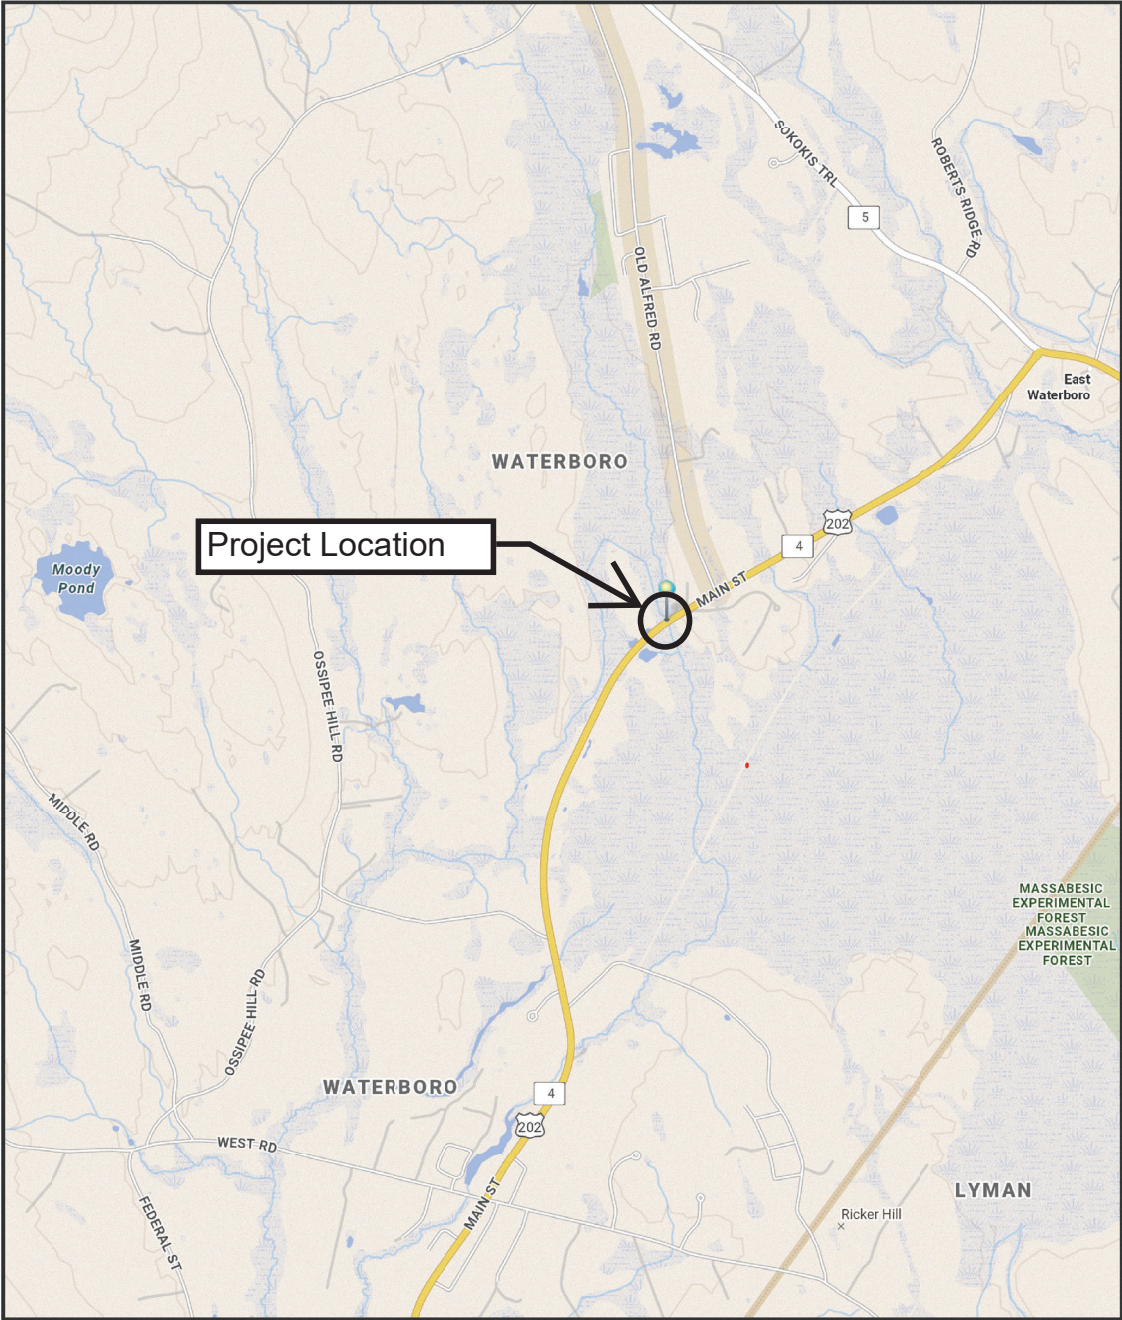 SOKOKIS TRL
ROBERTS RIDGE RD
5
OLD ALFRED RD
East
Waterboro
WATERBORO
202
4
Project Location
Moody
Pond
MAIN ST
OSSIPEE HILL RD
MIDDLE RD
MASSABESIC
EXPERIMENTAL
FOREST
MASSABESIC
EXPERIMENTAL
FOREST
MIDDLE RD
OSSIPEE HILL RD
WATERBORO
4
202
WEST RD
MAIN ST
LYMAN
Ricker Hill
FEDERAL ST